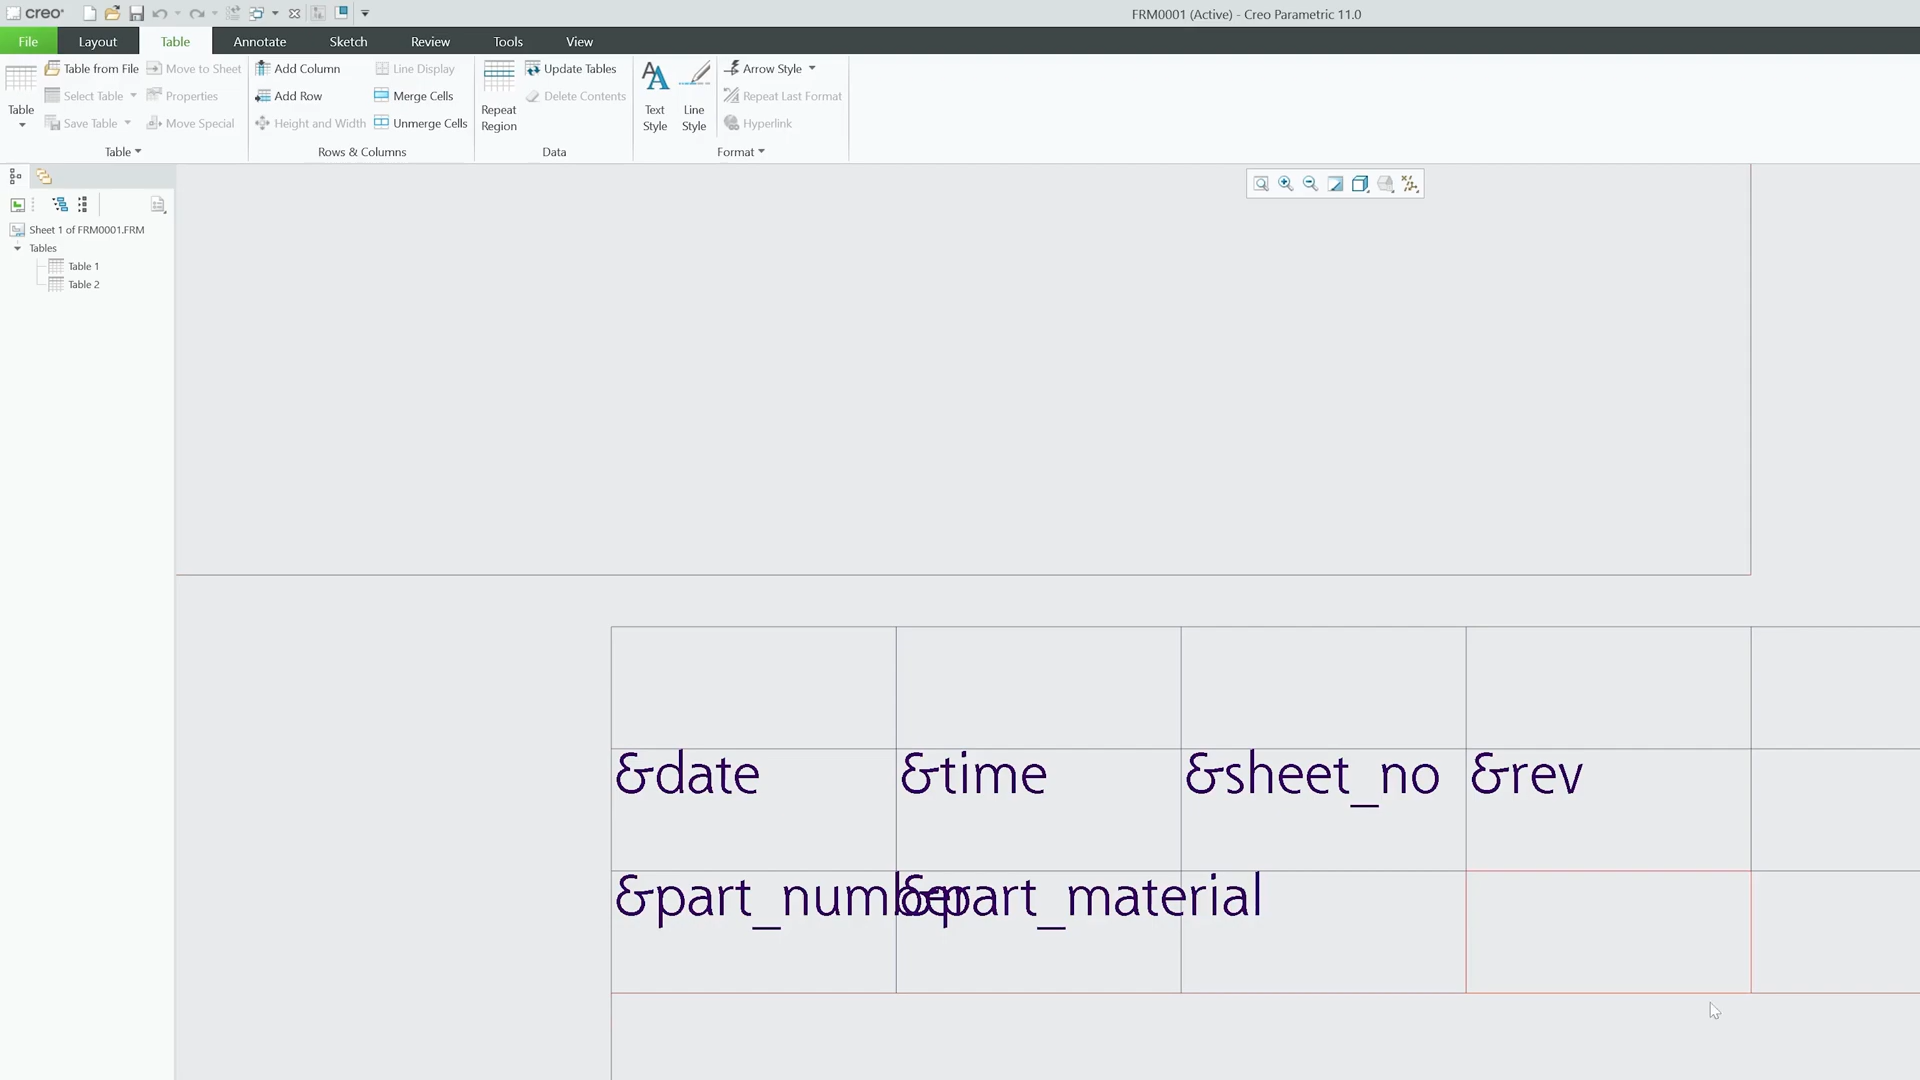 creo
FRM0001 (Active) - Creo Parametric 11.0
File Layout Table Annotate Sketch Review Tools View
Table from File Move to Sheet Add Column Line Display Update Tables Arrow Style
Select Table Properties Add Row Merge Cells Delete Contents Repeat Last Format
Table Save Table Move Special Height and Width Unmerge Cells Repeat Region Text Style Line Style Hyperlink
Table Rows & Columns Data Format
Sheet 1 of FRM0001.FRM
Tables
Table 1
Table 2
&date &time &sheet_no &rev
&part_number &part_material